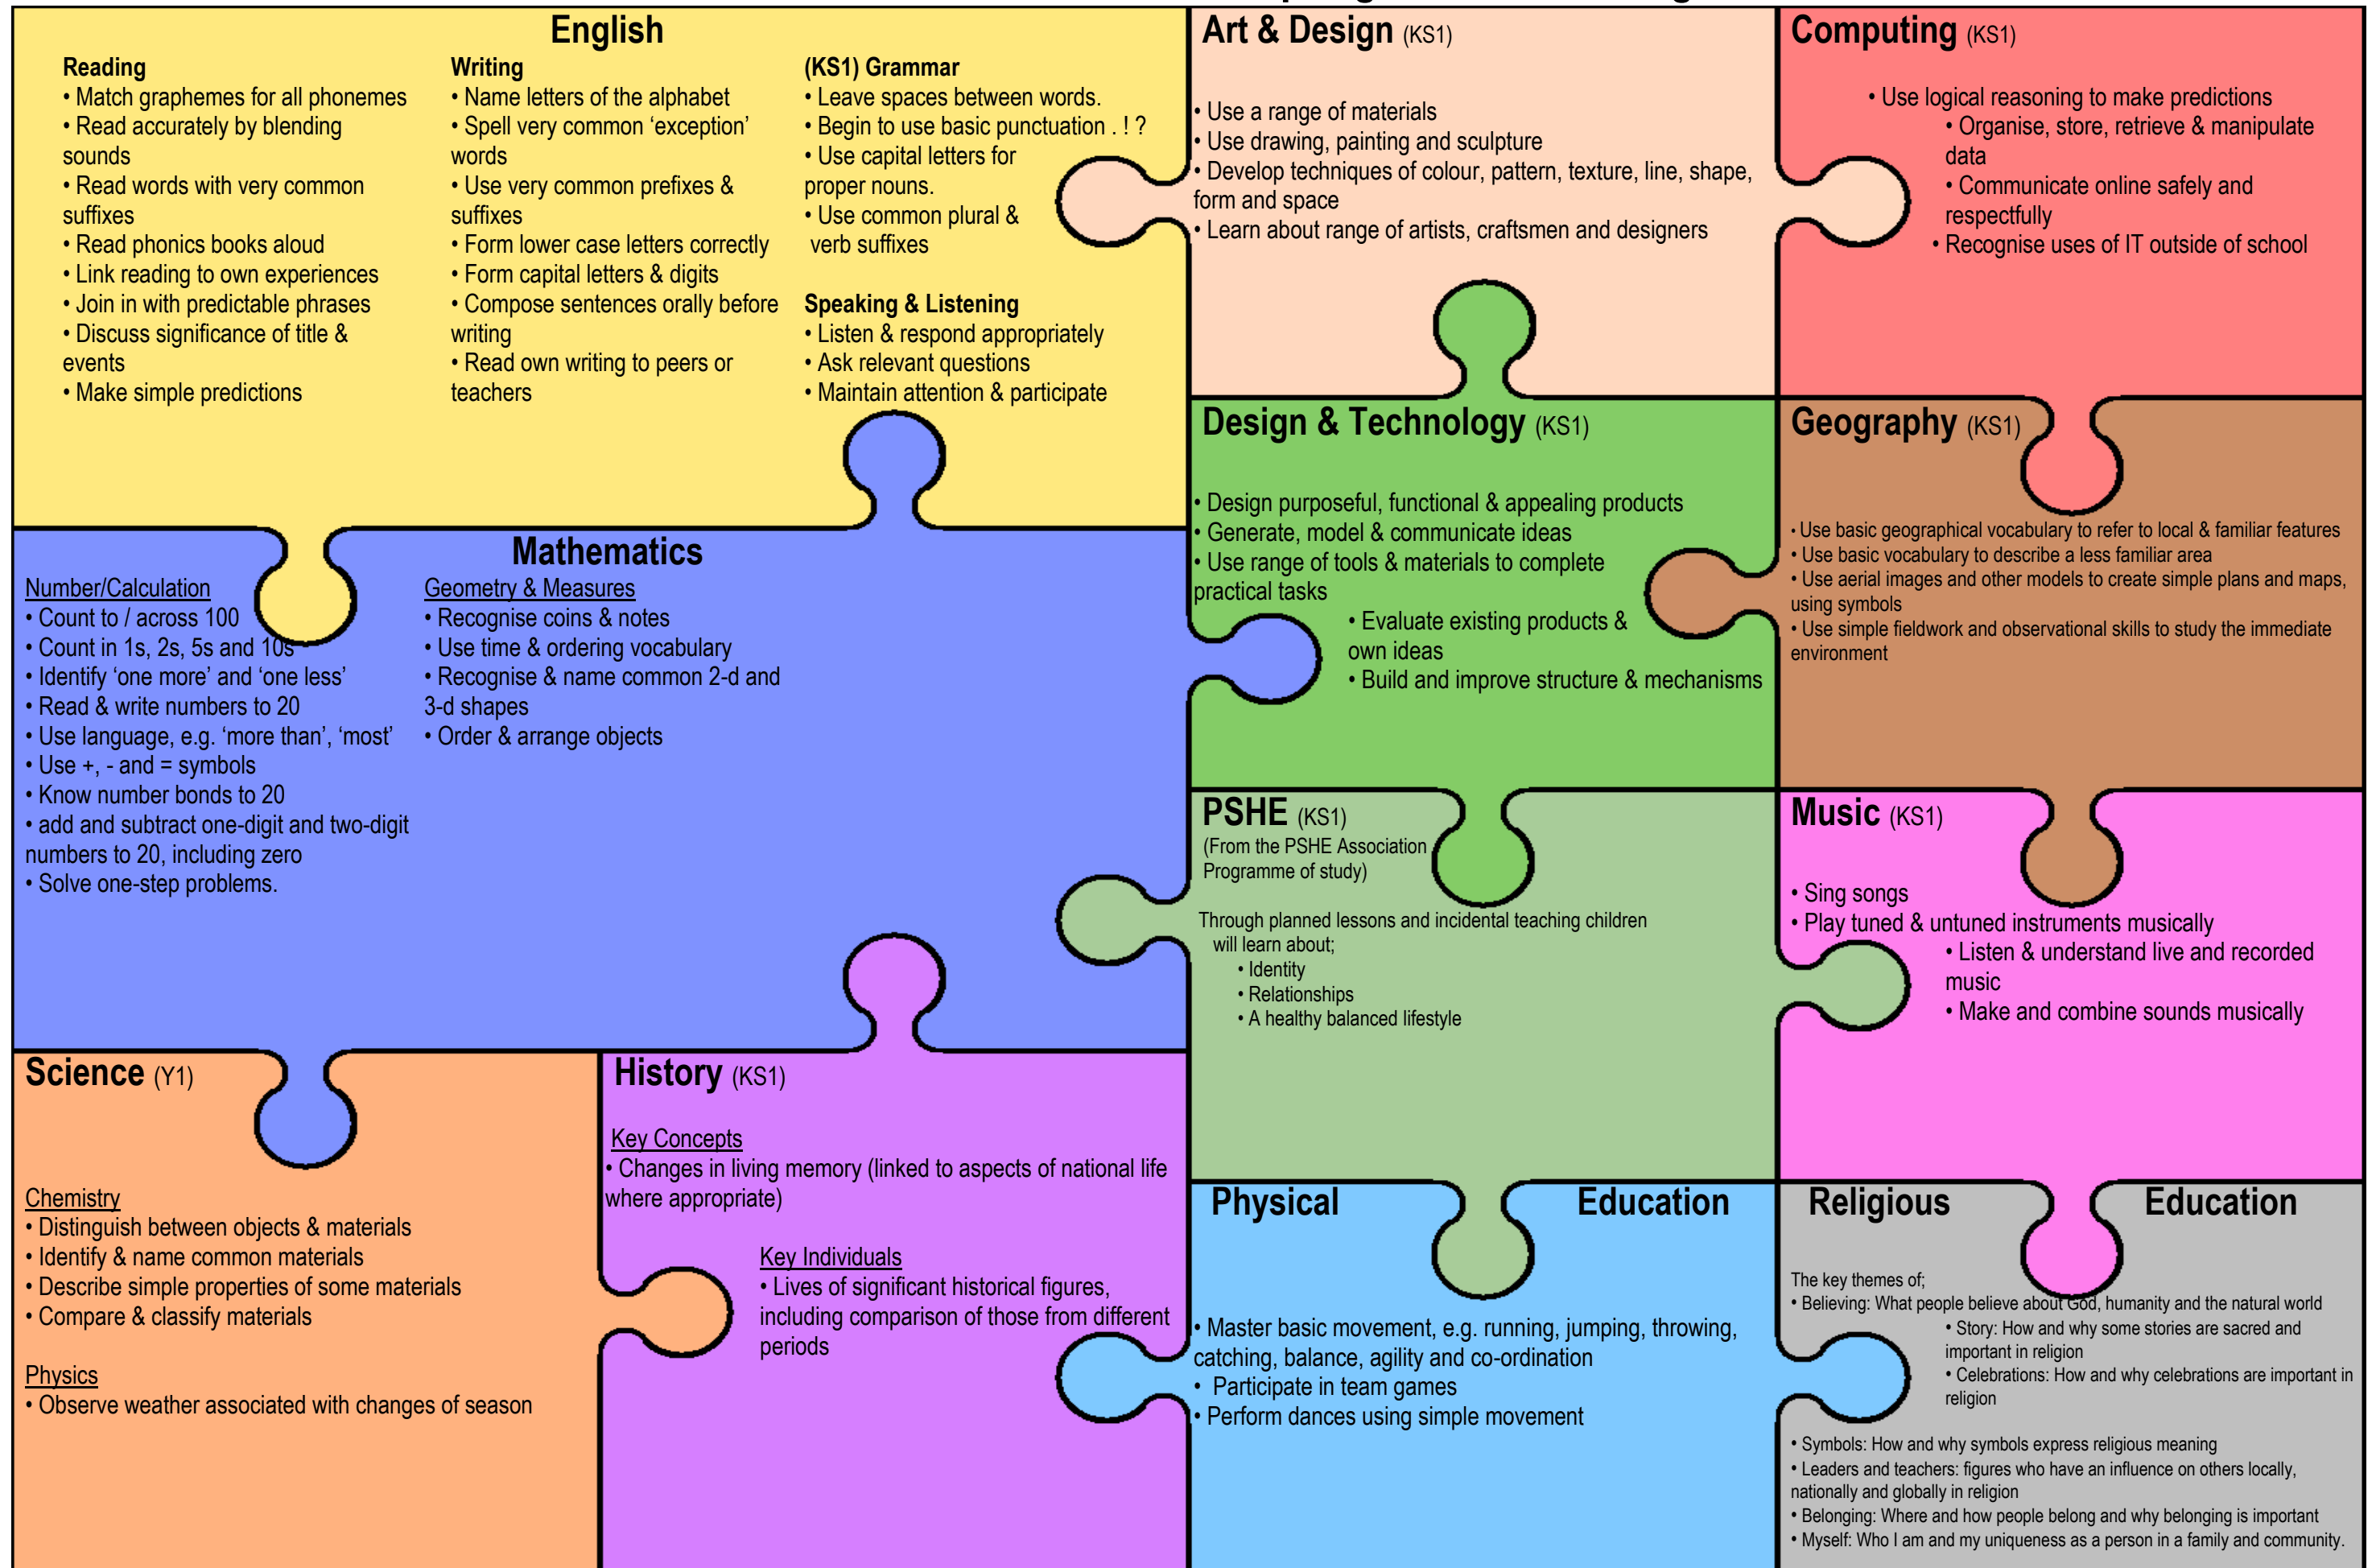 English
Reading
• Match graphemes for all phonemes
• Read accurately by blending
sounds
• Read words with very common
suffixes
• Read phonics books aloud
• Link reading to own experiences
• Join in with predictable phrases
• Discuss significance of title &
events
• Make simple predictions
Writing
• Name letters of the alphabet
• Spell very common ‘exception’
words
• Use very common prefixes &
suffixes
• Form lower case letters correctly
• Form capital letters & digits
• Compose sentences orally before
writing
• Read own writing to peers or
teachers
(KS1) Grammar
• Leave spaces between words.
• Begin to use basic punctuation . ! ?
• Use capital letters for
proper nouns.
• Use common plural &
verb suffixes
Speaking & Listening
• Listen & respond appropriately
• Ask relevant questions
• Maintain attention & participate
Art & Design (KS1)
• Use a range of materials
• Use drawing, painting and sculpture
• Develop techniques of colour, pattern, texture, line, shape,
form and space
• Learn about range of artists, craftsmen and designers
Computing (KS1)
• Use logical reasoning to make predictions
• Organise, store, retrieve & manipulate
data
• Communicate online safely and
respectfully
• Recognise uses of IT outside of school
Mathematics
Number/Calculation
• Count to / across 100
• Count in 1s, 2s, 5s and 10s
• Identify ‘one more’ and ‘one less’
• Read & write numbers to 20
• Use language, e.g. ‘more than’, ‘most’
• Use +, - and = symbols
• Know number bonds to 20
• add and subtract one-digit and two-digit
numbers to 20, including zero
• Solve one-step problems.
Geometry & Measures
• Recognise coins & notes
• Use time & ordering vocabulary
• Recognise & name common 2-d and
3-d shapes
• Order & arrange objects
Design & Technology (KS1)
• Design purposeful, functional & appealing products
• Generate, model & communicate ideas
• Use range of tools & materials to complete
practical tasks
• Evaluate existing products &
own ideas
• Build and improve structure & mechanisms
Geography (KS1)
• Use basic geographical vocabulary to refer to local & familiar features
• Use basic vocabulary to describe a less familiar area
• Use aerial images and other models to create simple plans and maps,
using symbols
• Use simple fieldwork and observational skills to study the immediate
environment
PSHE (KS1)
(From the PSHE Association
Programme of study)
Through planned lessons and incidental teaching children
will learn about;
• Identity
• Relationships
• A healthy balanced lifestyle
Music (KS1)
• Sing songs
• Play tuned & untuned instruments musically
• Listen & understand live and recorded
music
• Make and combine sounds musically
Science (Y1)
Chemistry
• Distinguish between objects & materials
• Identify & name common materials
• Describe simple properties of some materials
• Compare & classify materials
Physics
• Observe weather associated with changes of season
History (KS1)
Key Concepts
• Changes in living memory (linked to aspects of national life
where appropriate)
Key Individuals
• Lives of significant historical figures,
including comparison of those from different
periods
Physical Education
• Master basic movement, e.g. running, jumping, throwing,
catching, balance, agility and co-ordination
• Participate in team games
• Perform dances using simple movement
Religious Education
The key themes of;
• Believing: What people believe about God, humanity and the natural world
• Story: How and why some stories are sacred and
important in religion
• Celebrations: How and why celebrations are important in
religion
• Symbols: How and why symbols express religious meaning
• Leaders and teachers: figures who have an influence on others locally,
nationally and globally in religion
• Belonging: Where and how people belong and why belonging is important
• Myself: Who I am and my uniqueness as a person in a family and community.